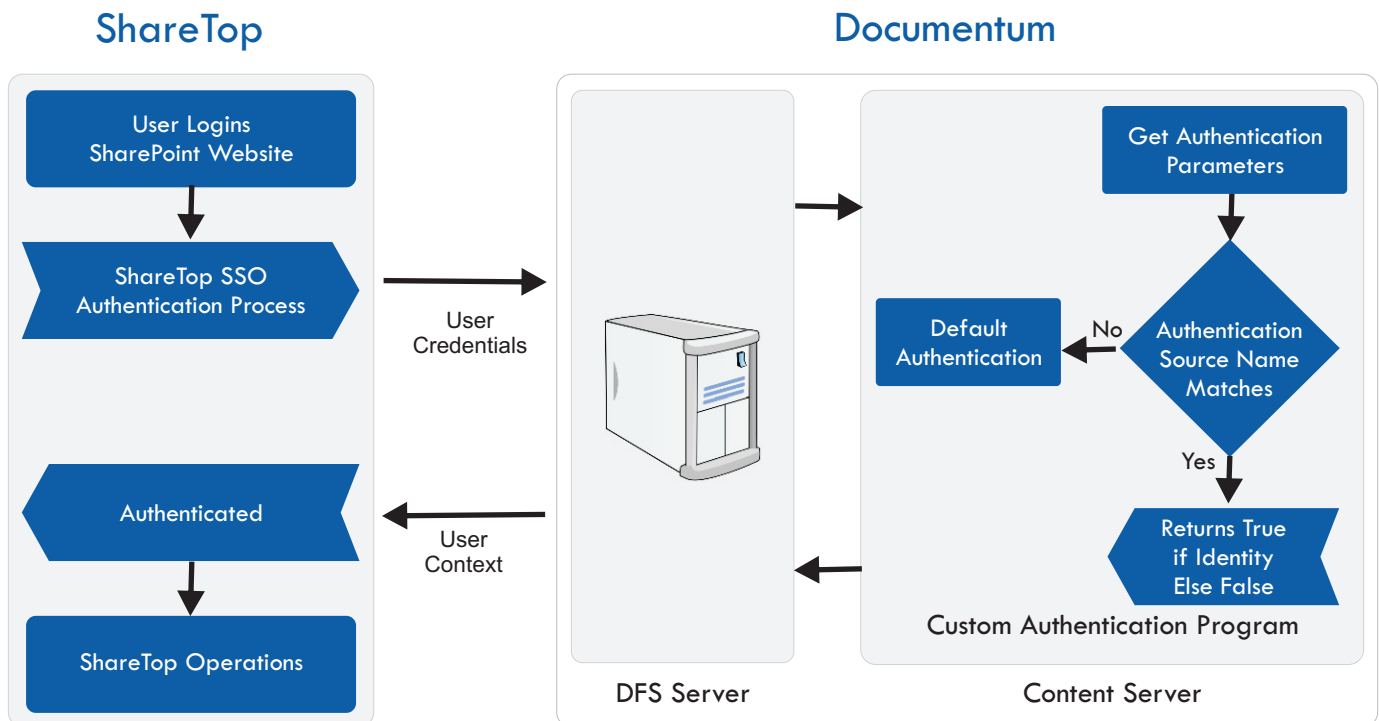 ShareTop
Documentum
User Logins
SharePoint Website
ShareTop SSO
Authentication Process
User
Credentials
Get Authentication
Parameters
Default
Authentication
No
Authentication
Source Name
Matches
Yes
Authenticated
User
Context
Returns True
if Identity
Else False
Custom Authentication Program
ShareTop Operations
DFS Server
Content Server